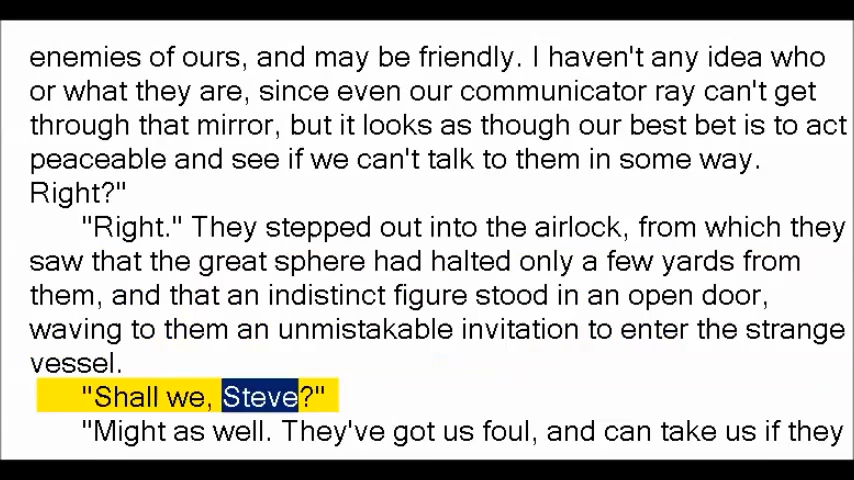 enemies of ours, and may be friendly. I haven't any idea who
or what they are, since even our communicator ray can't get
through that mirror, but it looks as though our best bet is to act
peaceable and see if we can't talk to them in some way.
Right?"
"Right." They stepped out into the airlock, from which they
saw that the great sphere had halted only a few yards from
them, and that an indistinct figure stood in an open door,
waving to them an unmistakable invitation to enter the strange
vessel.
"Shall we, Steve?"
"Might as well. They've got us foul, and can take us if they